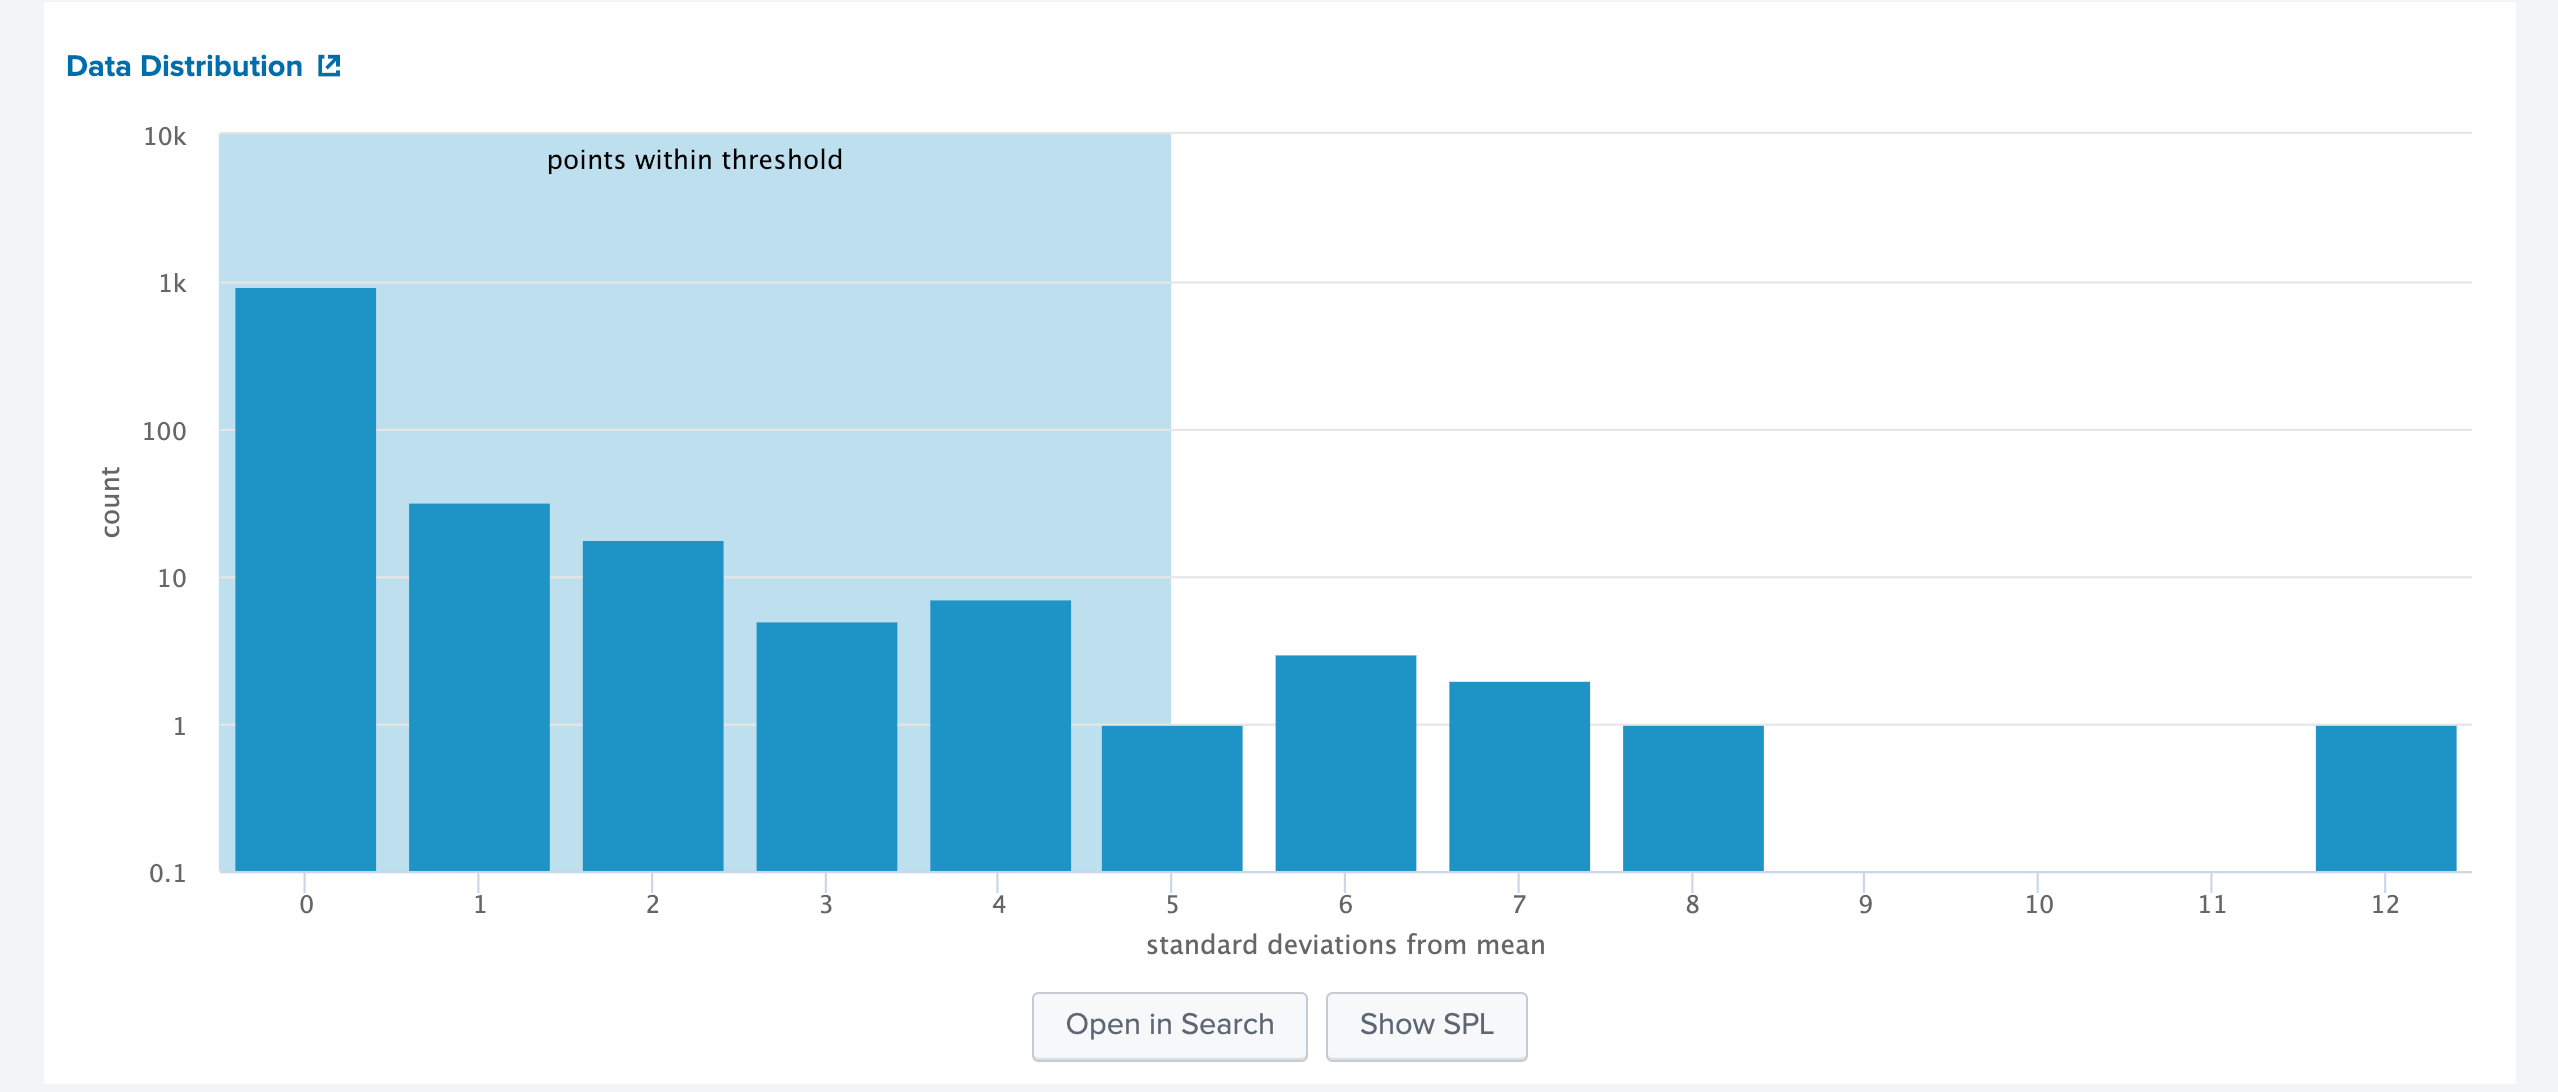 Data Distribution
10k
points within threshold
1k
100
count
10
1
0.1
0 1 2 3 4 5 6 7 8 9 10 11 12
standard deviations from mean
Open in Search Show SPL